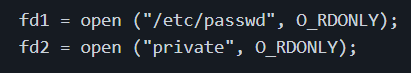 fd1 = open ("/etc/passwd", O_RDONLY);
fd2 = open ("private", O_RDONLY);